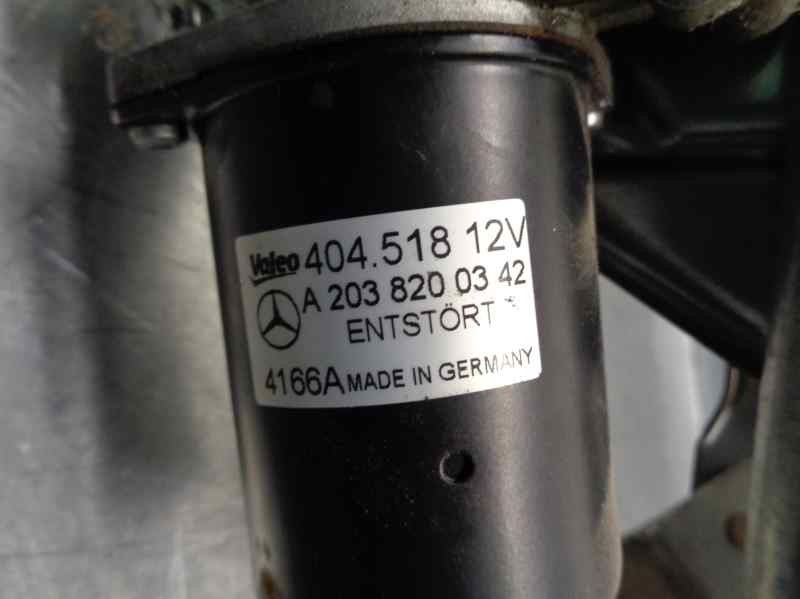 Valeo 404.518 12V
A 203 820 03 42
ENTSTÖRT
4166A MADE IN GERMANY